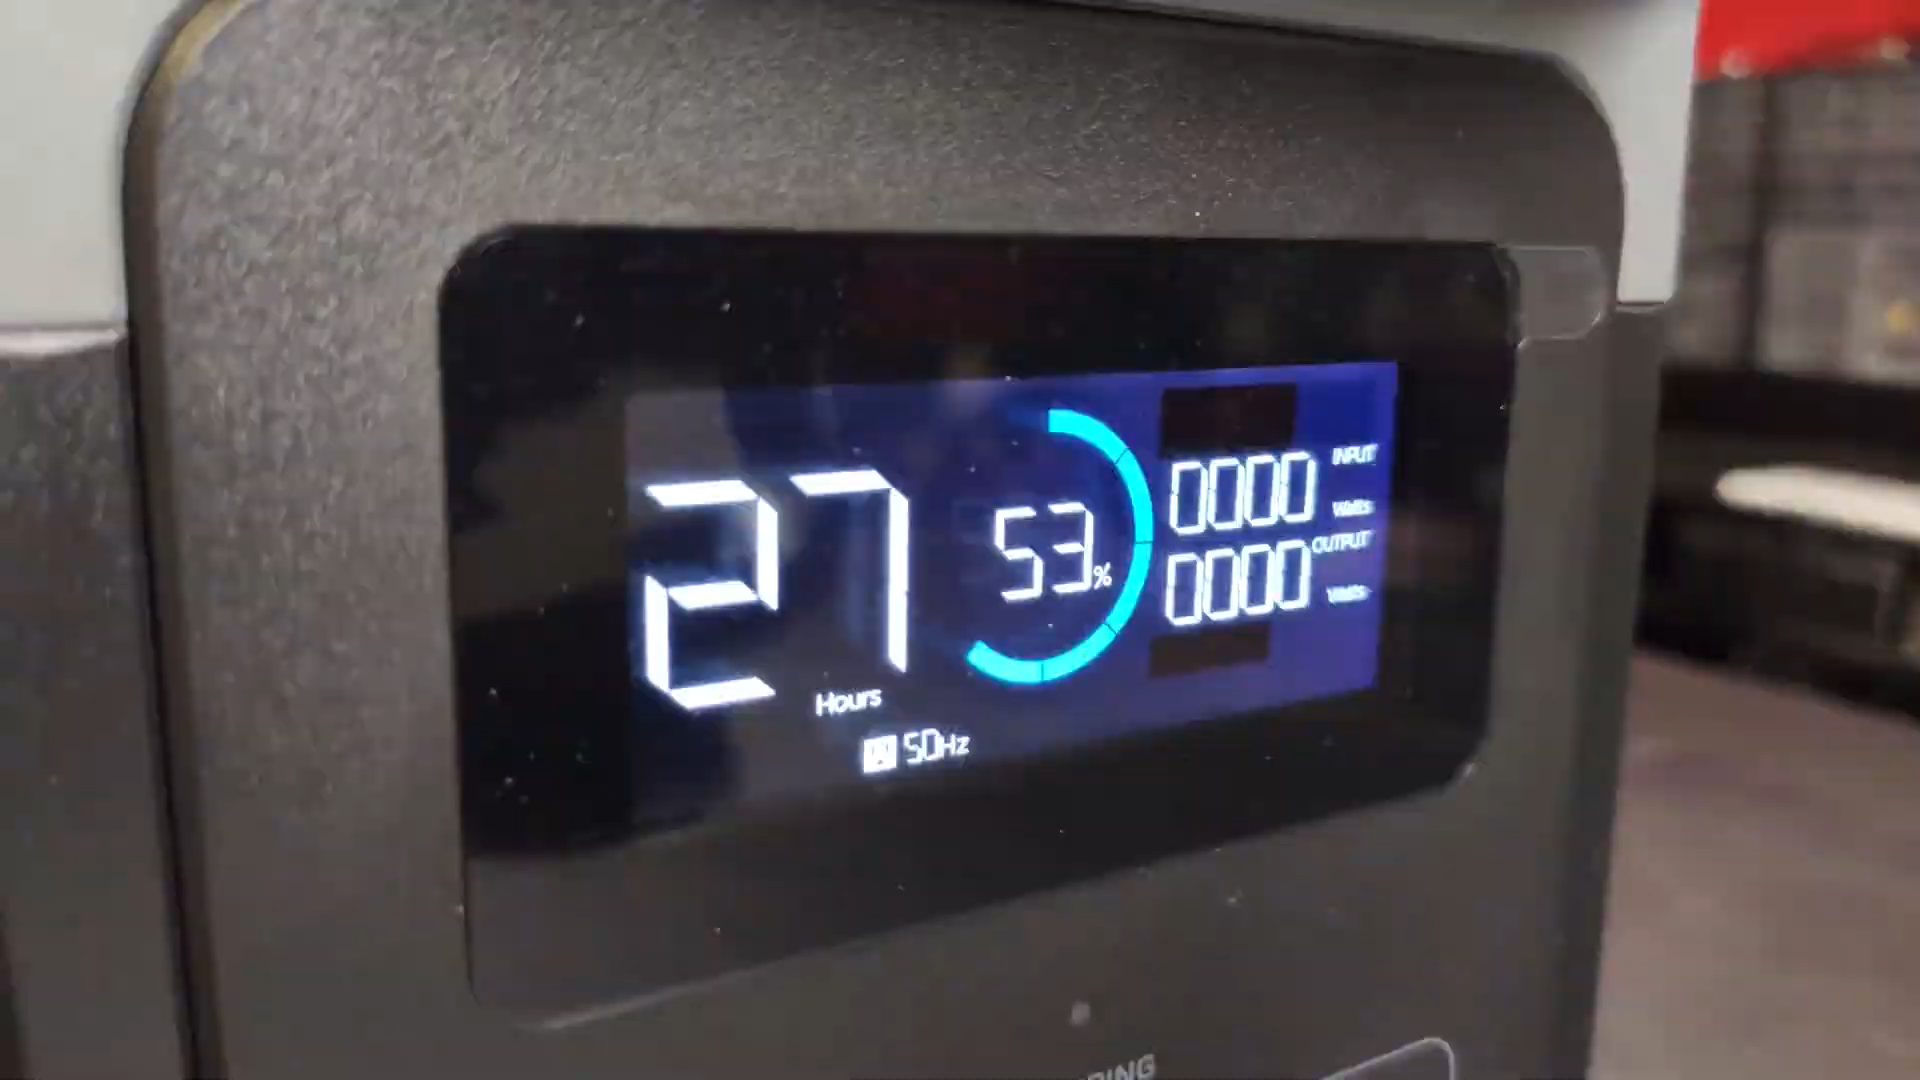 27
Hours
53%
0000 INPUT
Watts
0000 OUTPUT
Watts
50Hz